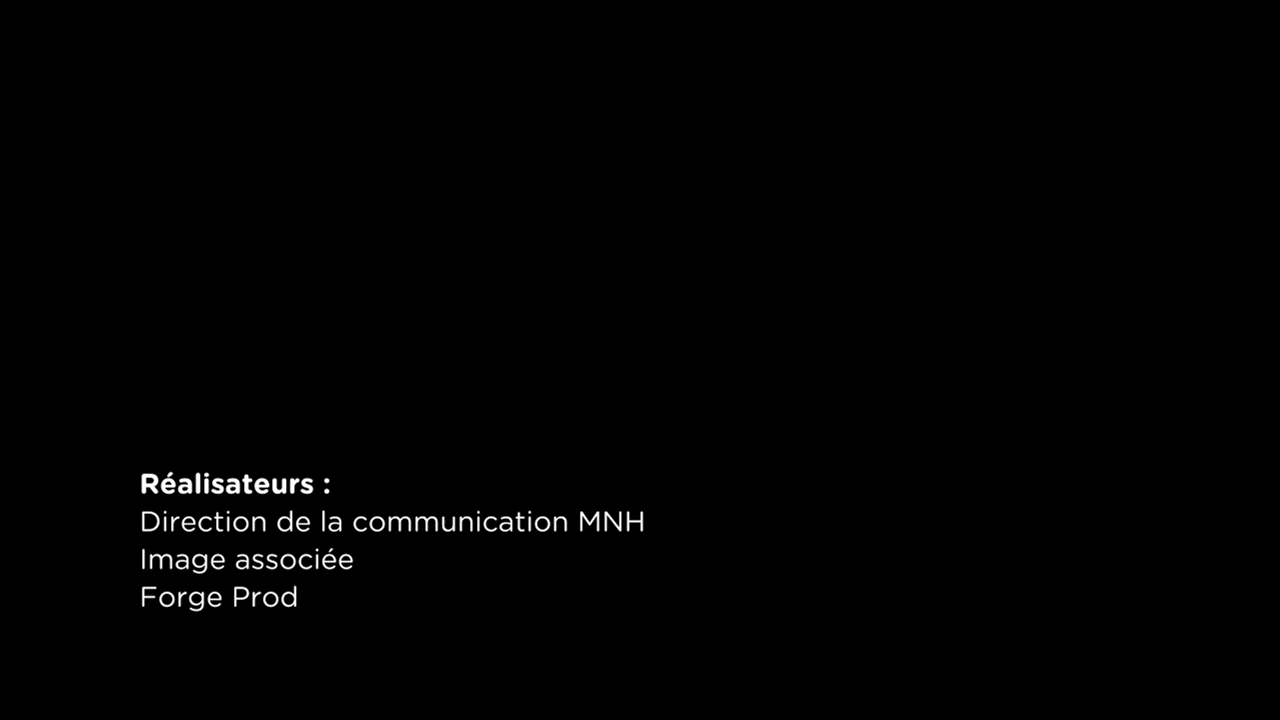 Réalisateurs :
Direction de la communication MNH
Image associée
Forge Prod